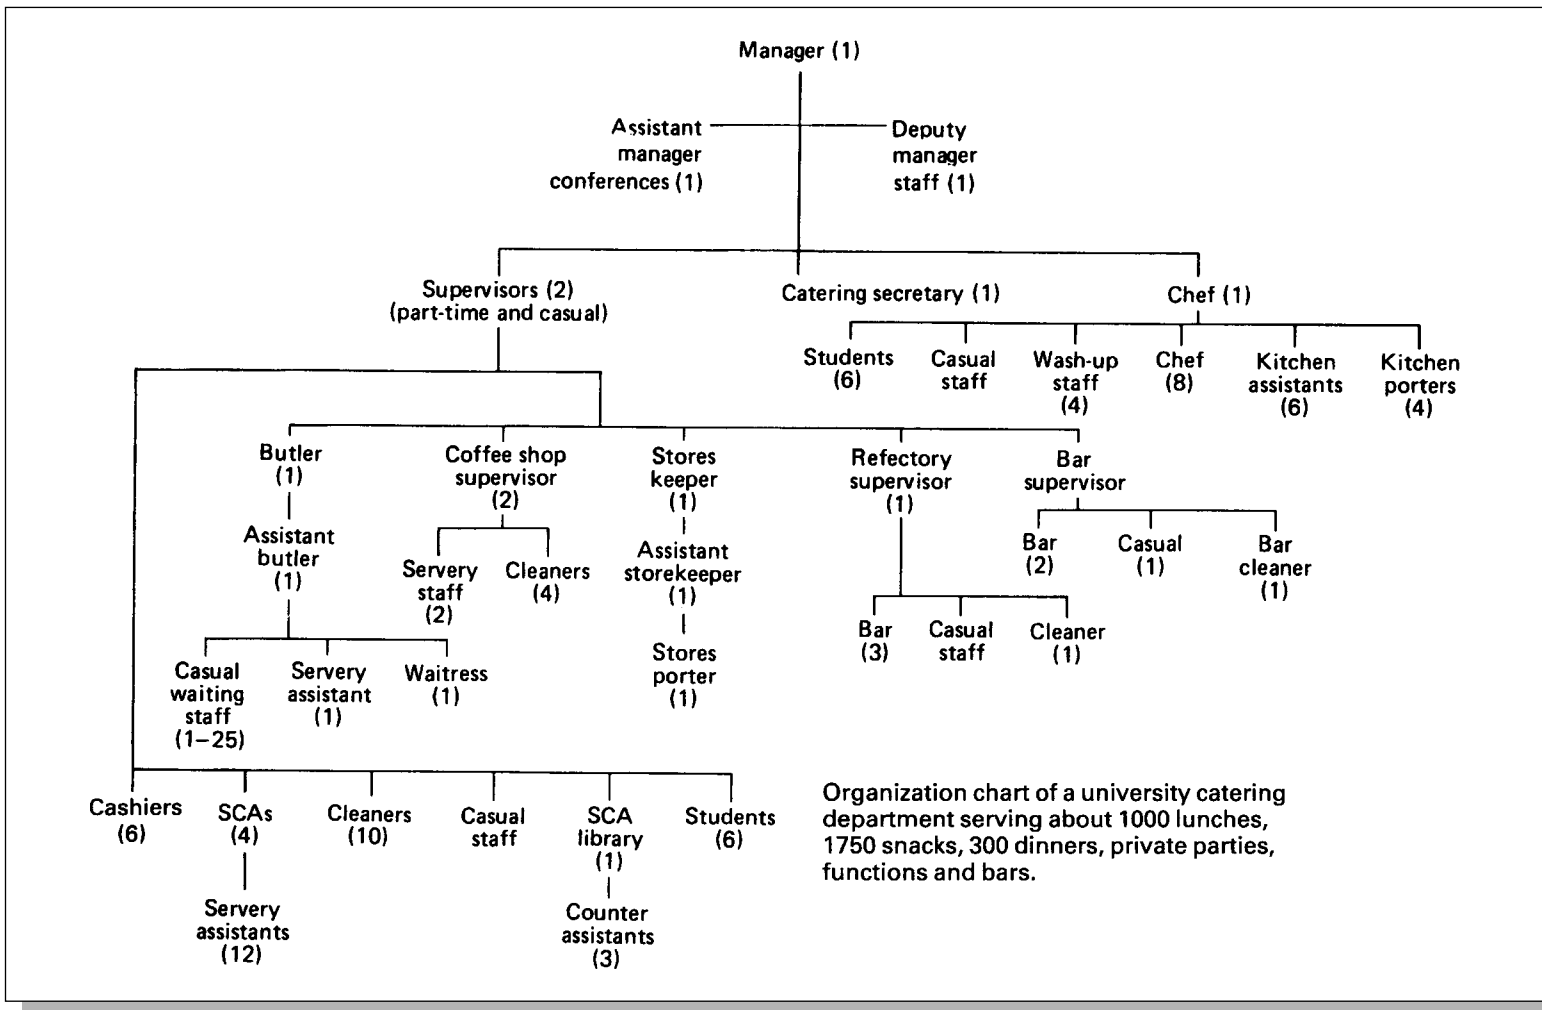 Manager (1)
Assistant
manager
conferences (1)
Deputy
manager
staff (1)
Supervisors (2)
(part-time and casual)
Catering secretary (1)
Chef (1)
Students
(6)
Casual
staff
Wash-up
staff
(4)
Chef
(8)
Kitchen
assistants
(6)
Kitchen
porters
(4)
Butler
(1)
Assistant
butler
(1)
Casual
waiting
staff
(1–25)
Servery
assistant
(1)
Waitress
(1)
Coffee shop
supervisor
(2)
Servery
staff
(2)
Cleaners
(4)
Stores
keeper
(1)
Assistant
storekeeper
(1)
Stores
porter
(1)
Refectory
supervisor
(1)
Bar
(3)
Casual
staff
Cleaner
(1)
Bar
supervisor
Bar
(2)
Casual
(1)
Bar
cleaner
(1)
Cashiers
(6)
SCAs
(4)
Servery
assistants
(12)
Cleaners
(10)
Casual
staff
SCA
library
(1)
Counter
assistants
(3)
Students
(6)
Organization chart of a university catering
department serving about 1000 lunches,
1750 snacks, 300 dinners, private parties,
functions and bars.